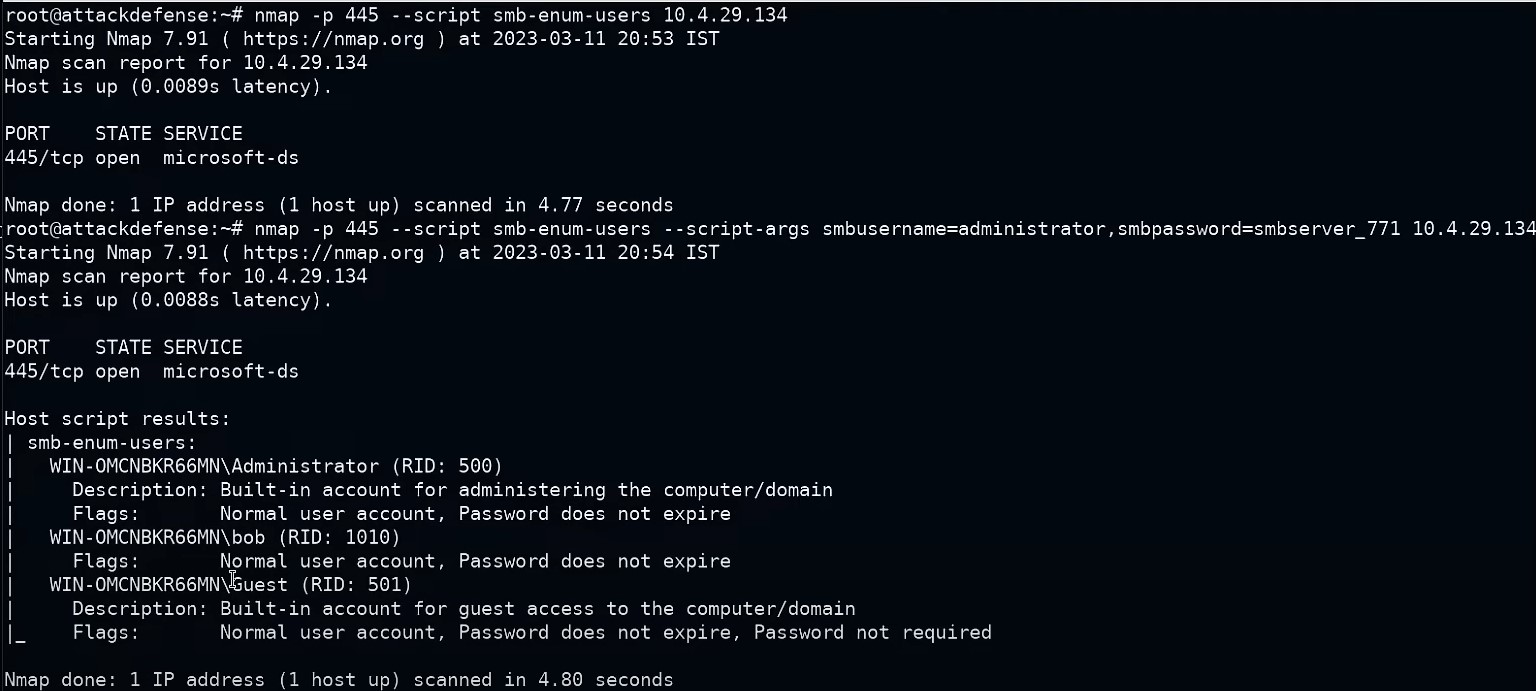 root@attackdefense:~# nmap -p 445 --script smb-enum-users 10.4.29.134
Starting Nmap 7.91 ( https://nmap.org ) at 2023-03-11 20:53 IST
Nmap scan report for 10.4.29.134
Host is up (0.0089s latency).
PORT    STATE SERVICE
445/tcp open  microsoft-ds
Nmap done: 1 IP address (1 host up) scanned in 4.77 seconds
root@attackdefense:~# nmap -p 445 --script smb-enum-users --script-args smbusername=administrator,smbpassword=smbserver_771 10.4.29.134
Starting Nmap 7.91 ( https://nmap.org ) at 2023-03-11 20:54 IST
Nmap scan report for 10.4.29.134
Host is up (0.0088s latency).
PORT    STATE SERVICE
445/tcp open  microsoft-ds
Host script results:
| smb-enum-users:
|   WIN-OMCNBKR66MN\Administrator (RID: 500)
|     Description: Built-in account for administering the computer/domain
|     Flags:       Normal user account, Password does not expire
|   WIN-OMCNBKR66MN\bob (RID: 1010)
|     Flags:       Normal user account, Password does not expire
|   WIN-OMCNBKR66MN\Guest (RID: 501)
|     Description: Built-in account for guest access to the computer/domain
|_    Flags:       Normal user account, Password does not expire, Password not required
Nmap done: 1 IP address (1 host up) scanned in 4.80 seconds